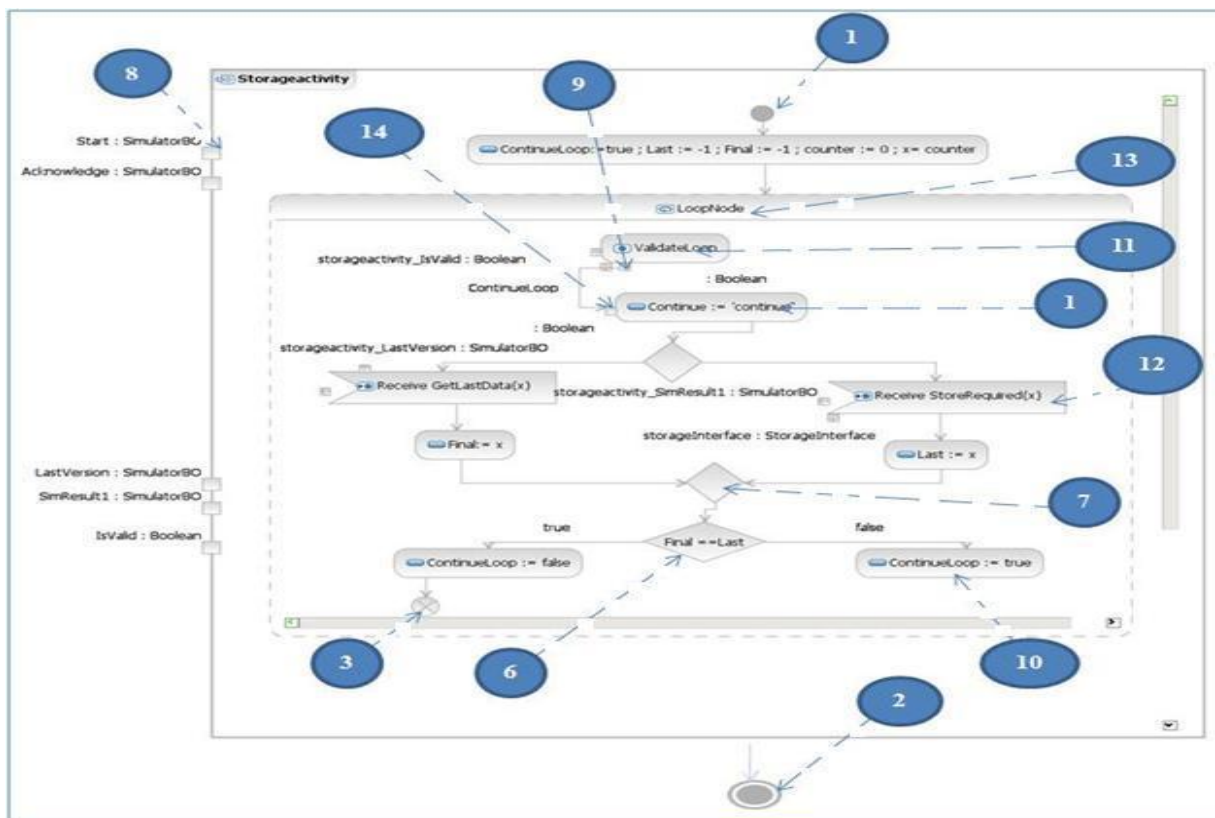 1
8
Storageactivity
9
14
Start : SimulatorBO
ContinueLoop:=true ; Last := -1 ; Final := -1 ; counter := 0 ; x= counter
13
Acknowledge : SimulatorBO
LoopNode
ValidateLoop
11
storageactivity_IsValid : Boolean
: Boolean
ContinueLoop
Continue := "continue"
1
: Boolean
storageactivity_LastVersion : SimulatorBO
Receive GetLastData(x)
storageactivity_SimResult1 : SimulatorBO
Receive StoreRequired(x)
12
Final:= x
storageInterface : StorageInterface
Last := x
LastVersion : SimulatorBO
SimResult1 : SimulatorBO
7
IsValid : Boolean
true
false
Final ==Last
ContinueLoop := false
ContinueLoop := true
3
6
10
2